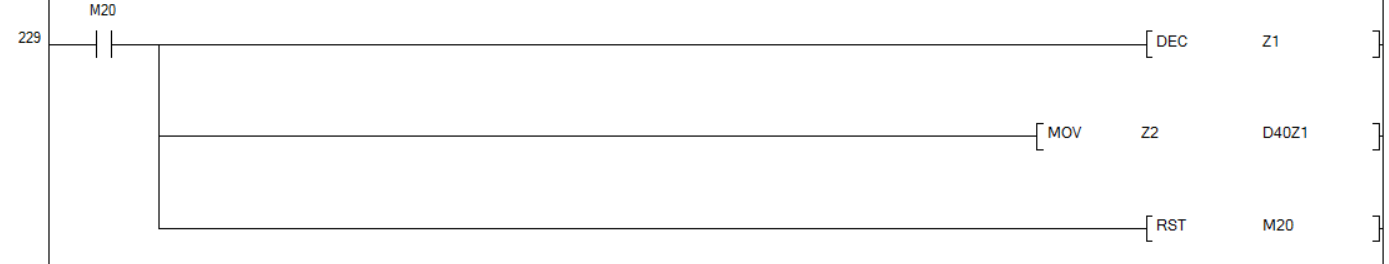 M20
229 DEC Z1
MOV Z2 D40Z1
RST M20